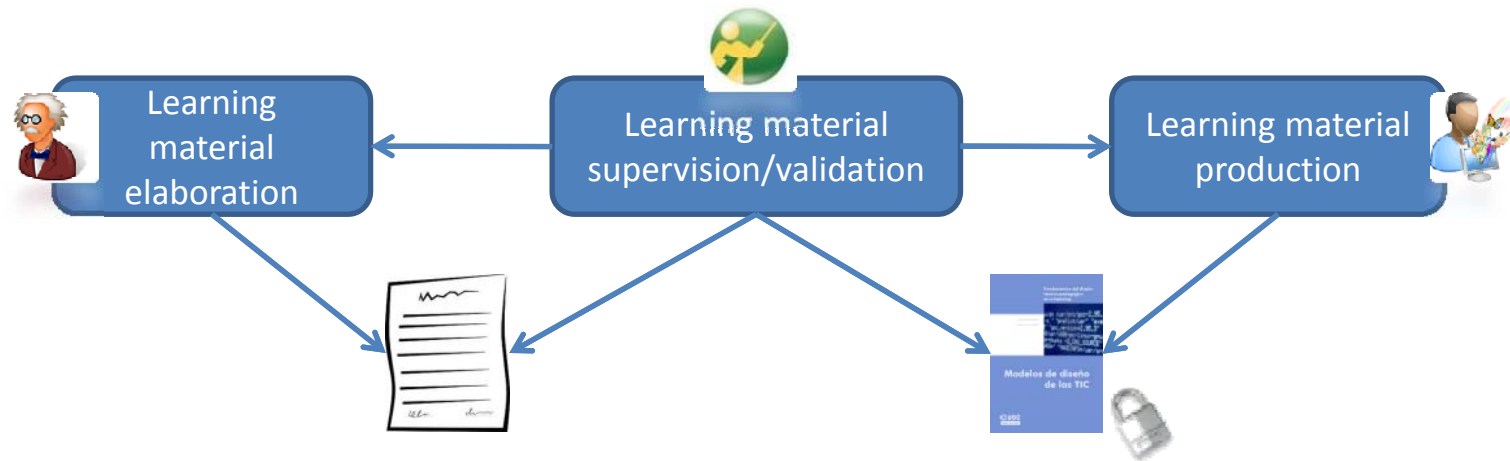 Learning
material
elaboration
Learning material
supervision/validation
Learning material
production
Modelos de diseño
de las TIC